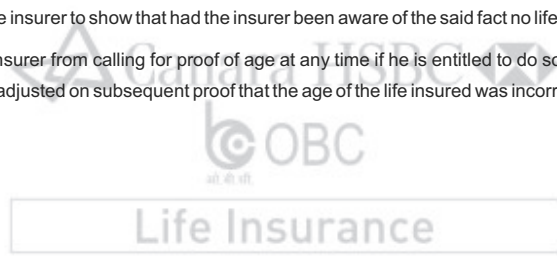 e insurer to show that had the insurer been aware of the said fact no life
nsurer from calling for proof of age at any time if he is entitled to do so
adjusted on subsequent proof that the age of the life insured was incorr
Canara HSBC
OBC
ओ बी सी
Life Insurance